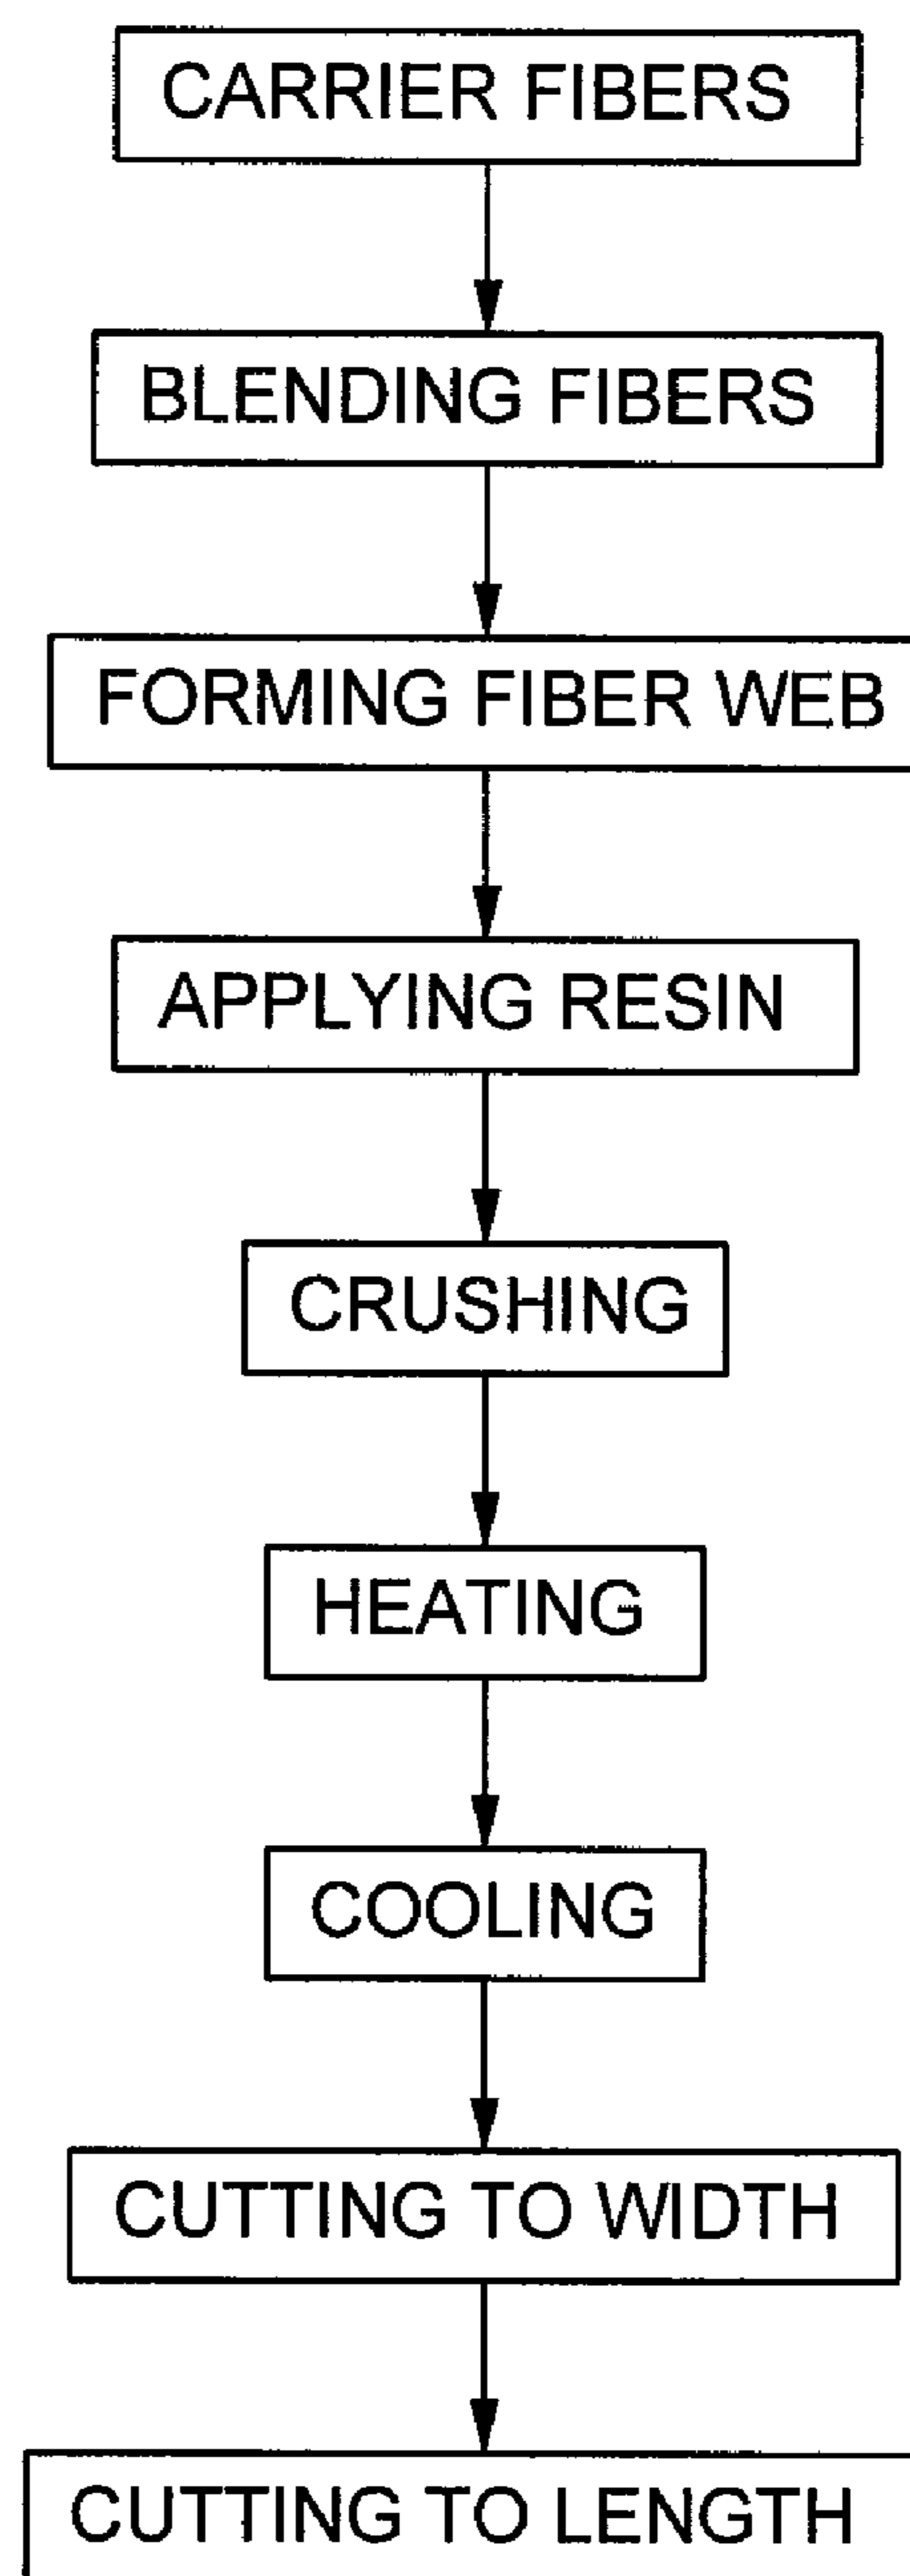 CARRIER FIBERS
BLENDING FIBERS
FORMING FIBER WEB
APPLYING RESIN
CRUSHING
HEATING
COOLING
CUTTING TO WIDTH
CUTTING TO LENGTH